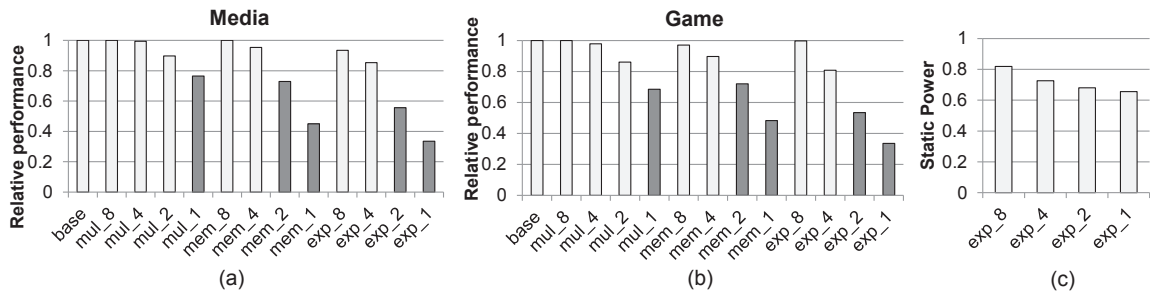 Media
Relative performance
1
0.8
0.6
0.4
0.2
0
base
mul_8
mul_4
mul_2
mul_1
mem_8
mem_4
mem_2
mem_1
exp_8
exp_4
exp_2
exp_1
(a)
Game
Relative performance
1
0.8
0.6
0.4
0.2
0
base
mul_8
mul_4
mul_2
mul_1
mem_8
mem_4
mem_2
mem_1
exp_8
exp_4
exp_2
exp_1
(b)
Static Power
1
0.8
0.6
0.4
0.2
0
exp_8
exp_4
exp_2
exp_1
(c)